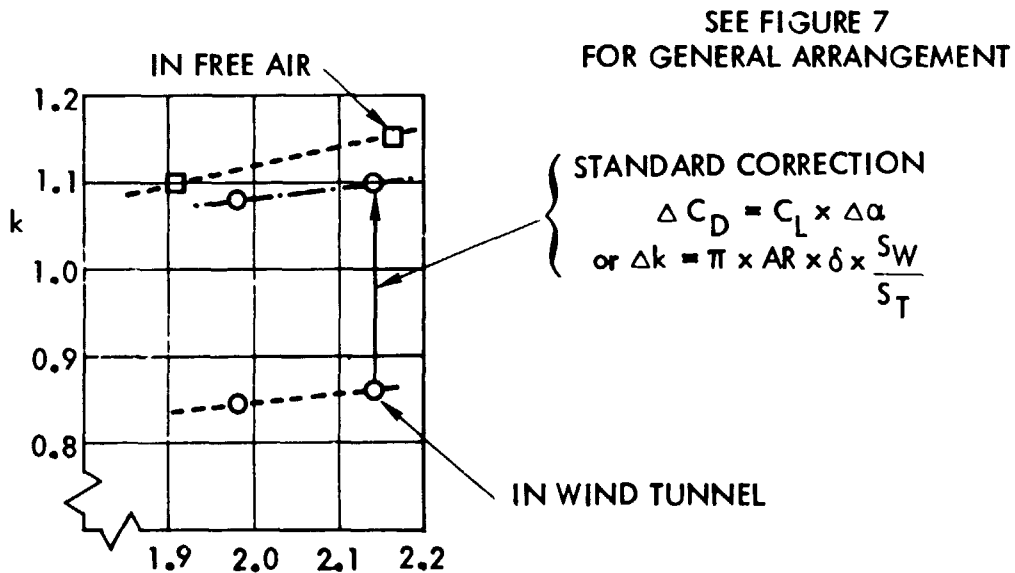 SEE FIGURE 7
FOR GENERAL ARRANGEMENT
IN FREE AIR
1.2
1.1
k
1.0
0.9
0.8
STANDARD CORRECTION
Δ C_D = C_L x Δα
or Δk = π x AR x δ x S_W / S_T
IN WIND TUNNEL
1.9 2.0 2.1 2.2